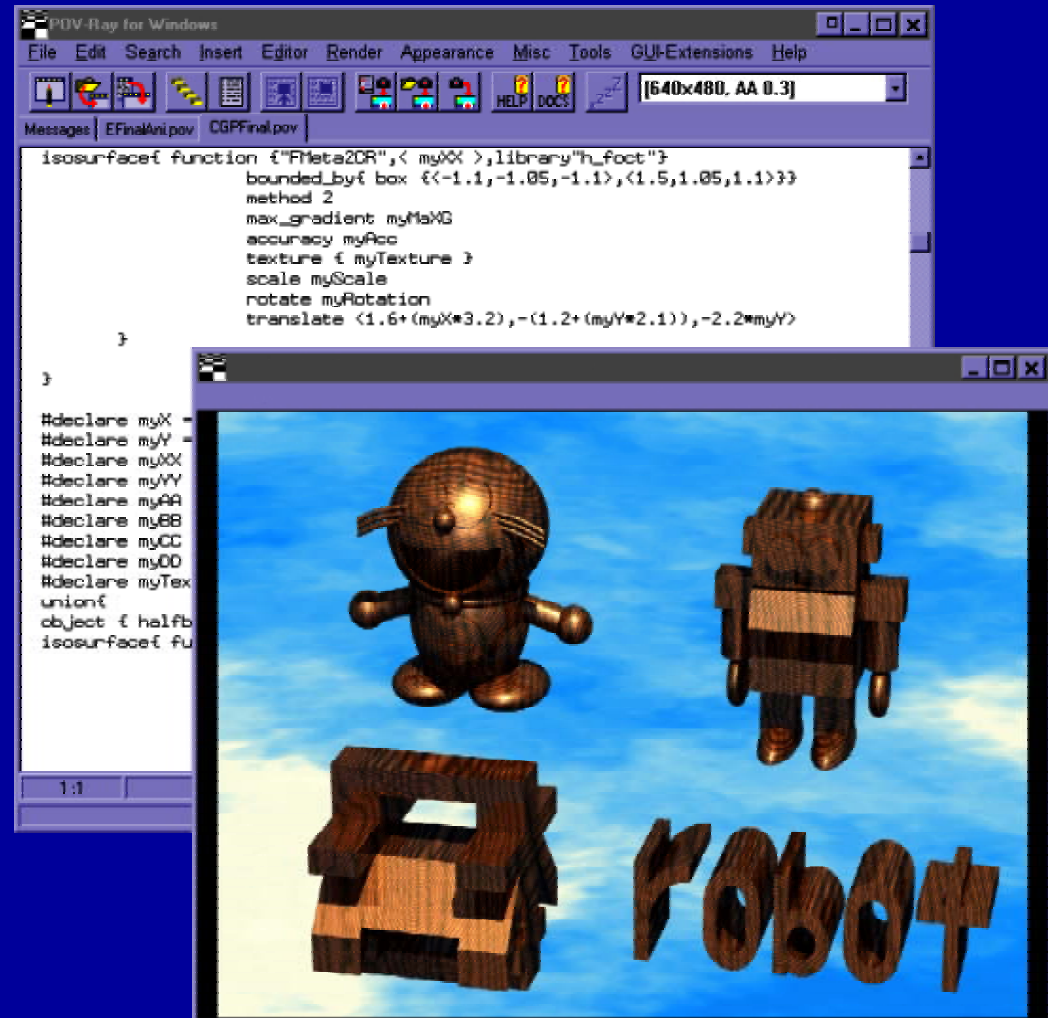 POV-Ray for Windows
File Edit Search Insert Editor Render Appearance Misc Tools GUI-Extensions Help
HELP DOCS [640x480, AA 0.3]
Messages EFinalAni.pov CGPFinal.pov
isosurface{ function {"FMeta2CR",< myXX >,library"h_foct"}
bounded_by{ box {<-1.1,-1.05,-1.1>,<1.5,1.05,1.1>}}
method 2
max_gradient myMaXG
accuracy myAcc
texture { myTexture }
scale myScale
rotate myRotation
translate <1.6+(myX*3.2),-(1.2+(myY*2.1)),-2.2*myY>
}
}
#declare myX =
#declare myY =
#declare myXX
#declare myYY
#declare myAA
#declare myBB
#declare myCC
#declare myDD
#declare myTex
union{
object { halfb
isosurface{ fu
1:1
robot